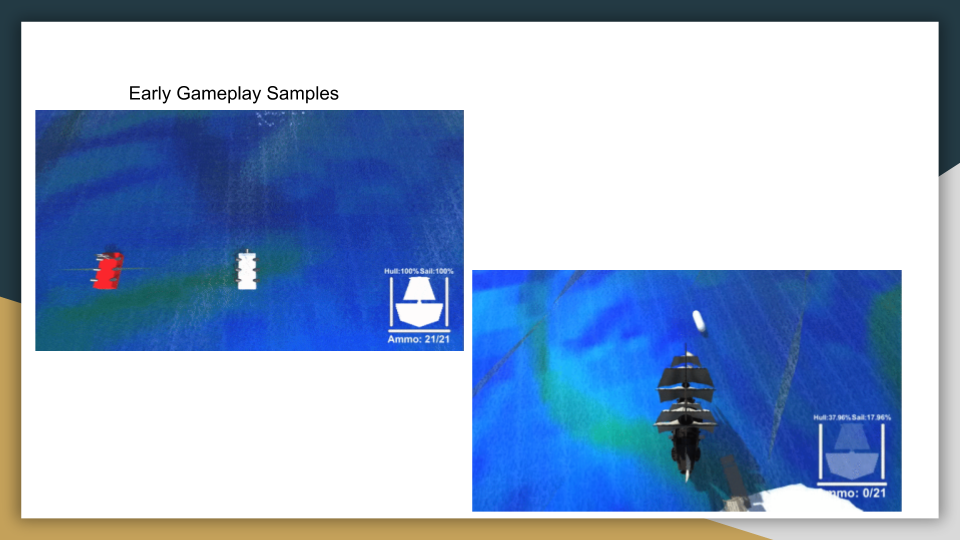 Early Gameplay Samples
Hull:100% Sail:100%
Ammo: 21/21
Hull:37.96% Sail:17.96%
mmo: 0/21